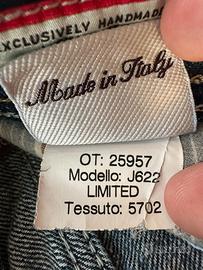 EXCLUSIVELY HANDMADE
Made in Italy
OT: 25957
Modello: J622
LIMITED
Tessuto: 5702